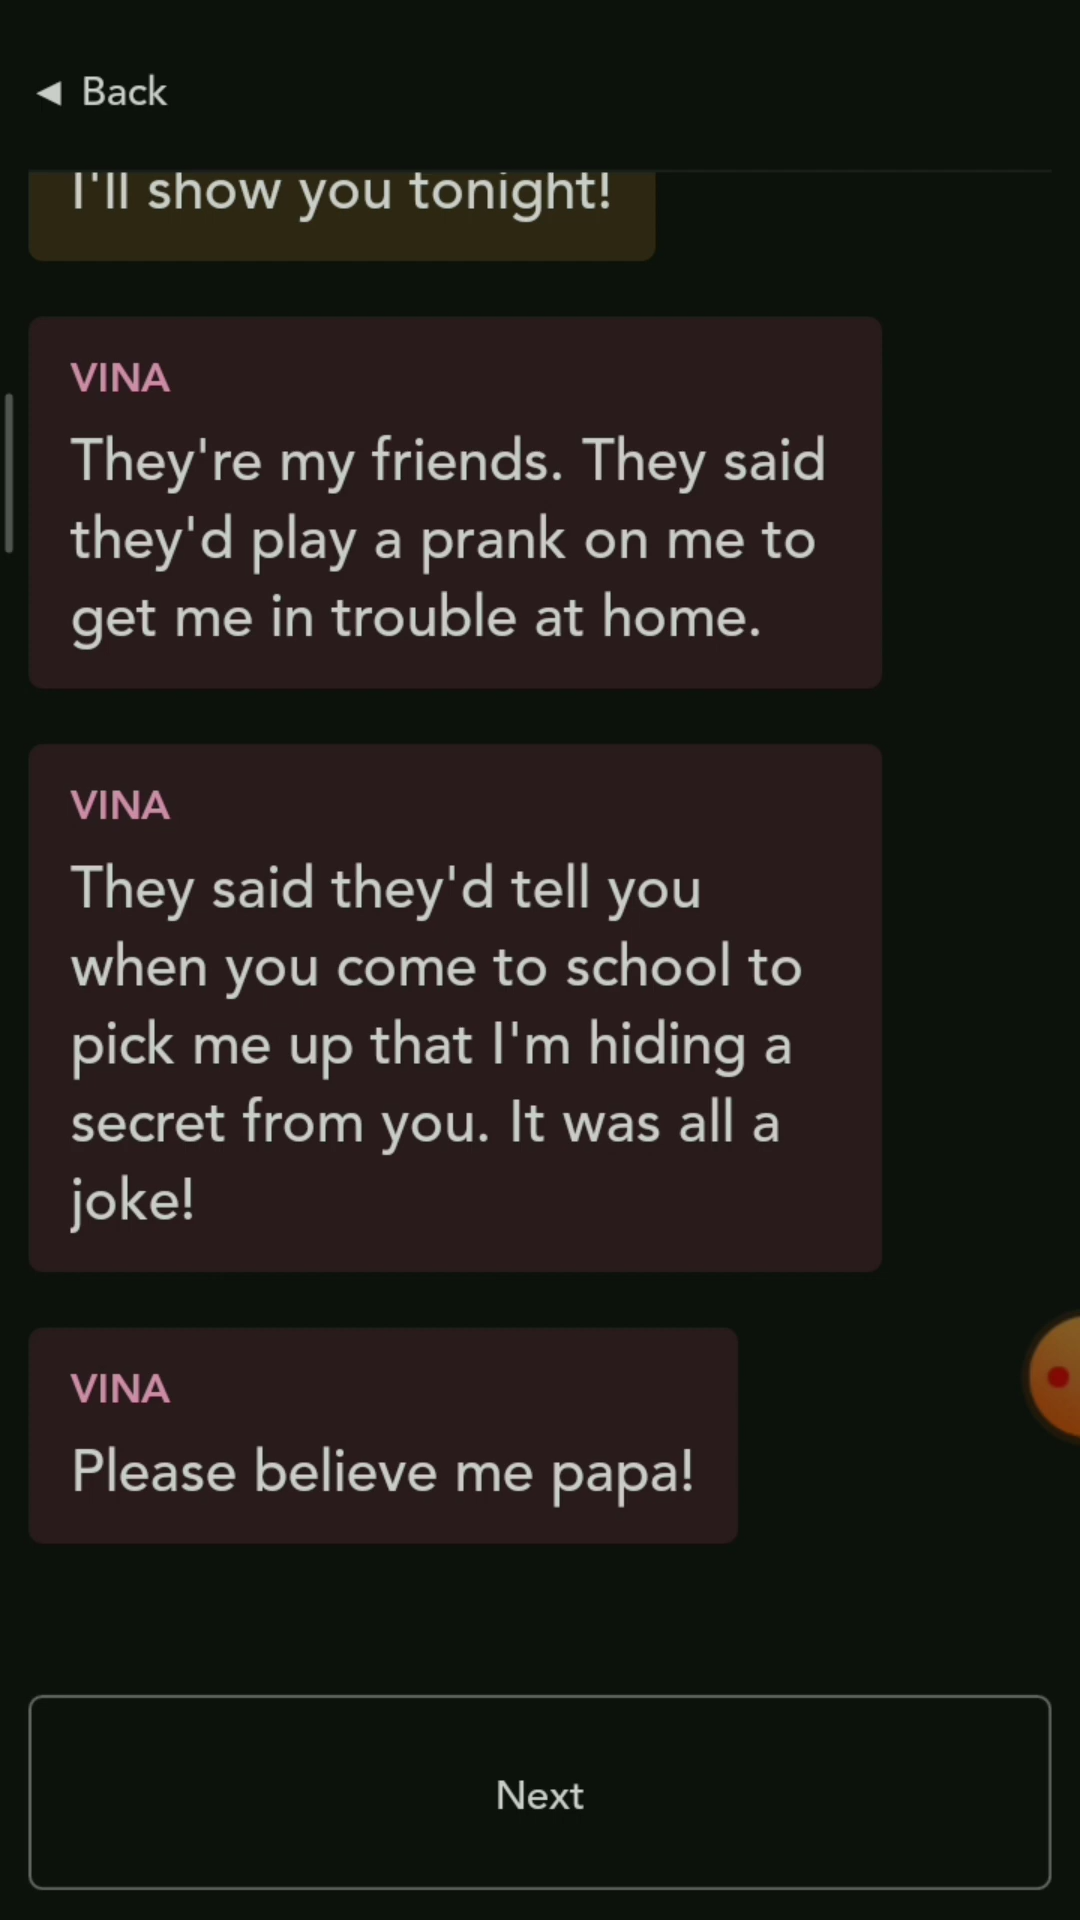 ◄ Back
I'll show you tonight!
VINA
They're my friends. They said
they'd play a prank on me to
get me in trouble at home.
VINA
They said they'd tell you
when you come to school to
pick me up that I'm hiding a
secret from you. It was all a
joke!
VINA
Please believe me papa!
Next